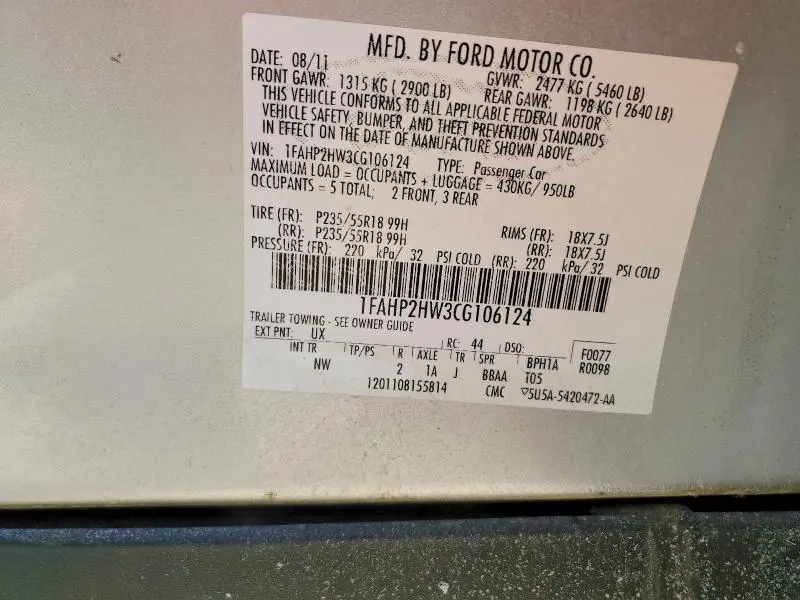 MFD. BY FORD MOTOR CO.
DATE: 08/11 GVWR: 2477 KG ( 5460 LB)
FRONT GAWR: 1315 KG ( 2900 LB) REAR GAWR: 1198 KG ( 2640 LB)
THIS VEHICLE CONFORMS TO ALL APPLICABLE FEDERAL MOTOR
VEHICLE SAFETY, BUMPER, AND THEFT PREVENTION STANDARDS
IN EFFECT ON THE DATE OF MANUFACTURE SHOWN ABOVE.
VIN: 1FAHP2HW3CG106124 TYPE: Passenger Car
MAXIMUM LOAD = OCCUPANTS + LUGGAGE = 430KG/ 950LB
OCCUPANTS = 5 TOTAL; 2 FRONT, 3 REAR
TIRE (FR): P235/55R18 99H RIMS (FR): 18X7.5J
(RR): P235/55R18 99H (RR): 18X7.5J
PRESSURE (FR): 220 kPa/ 32 PSI COLD (RR): 220 kPa/ 32 PSI COLD
1FAHP2HW3CG106124
TRAILER TOWING - SEE OWNER GUIDE
EXT PNT: UX RC: 44 DSO: F0077
INT TR TP/PS R AXLE TR SPR BPH1A R0098
NW 2 1A J BBAA T05
1201108155814 CMC 5U5A-5420472-AA